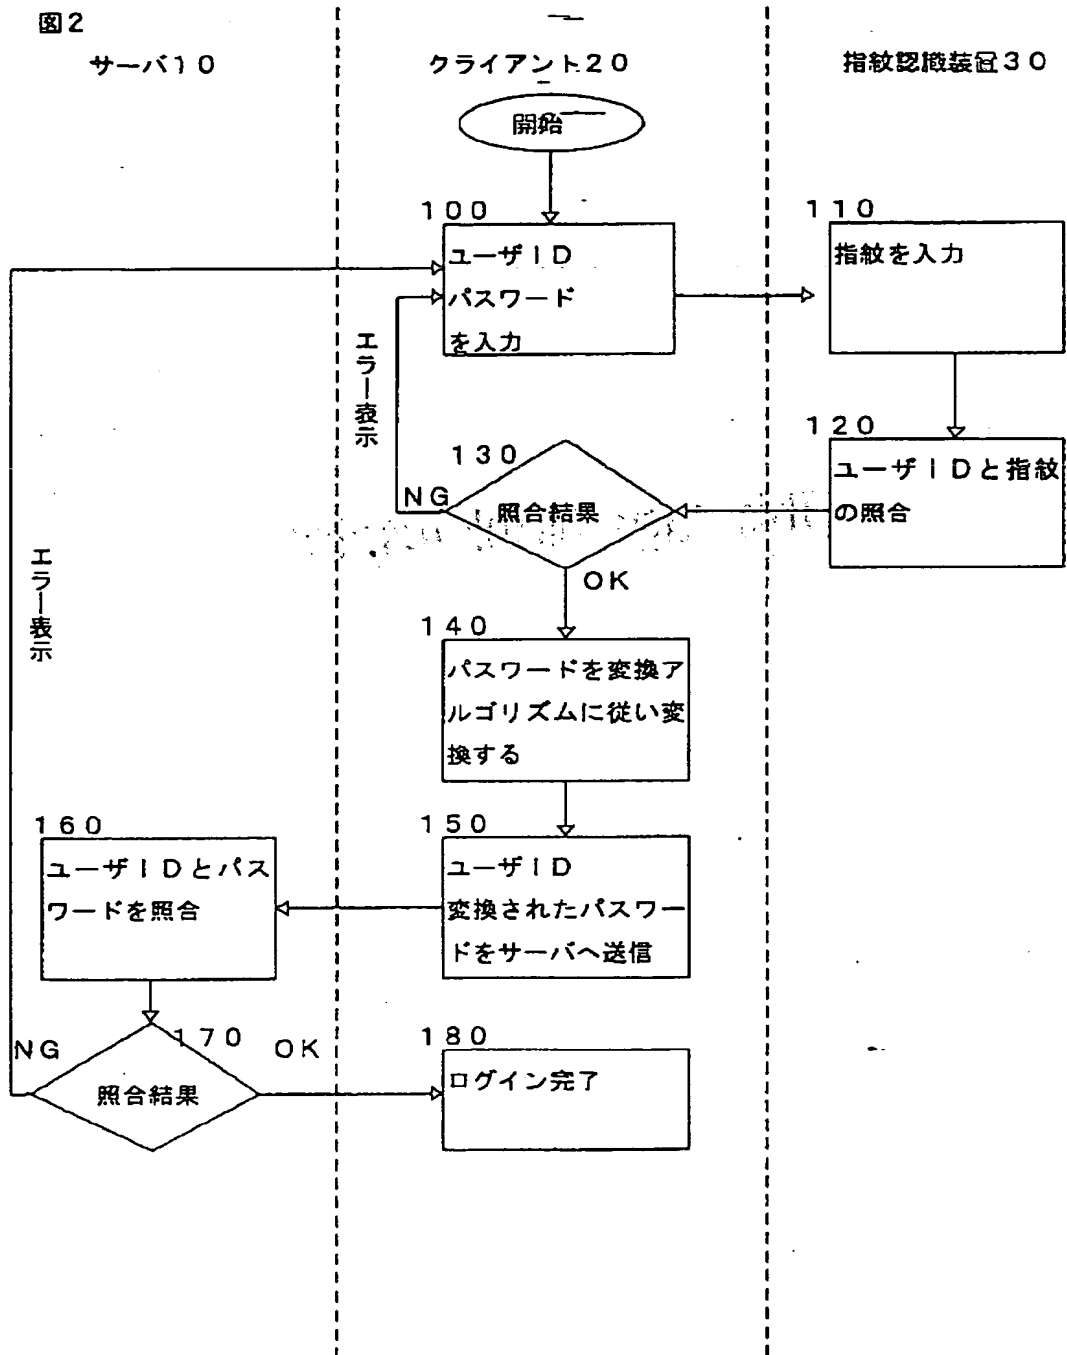 図2
サーバ10
クライアント20
指紋認識装置30
開始
100
ユーザID
パスワード
を入力
110
指紋を入力
エラー表示
120
ユーザIDと指紋
の照合
130
NG
照合結果
OK
エラー表示
140
パスワードを変換ア
ルゴリズムに従い変
換する
150
ユーザID
変換されたパスワー
ドをサーバへ送信
160
ユーザIDとパス
ワードを照合
170
NG
OK
照合結果
180
ログイン完了